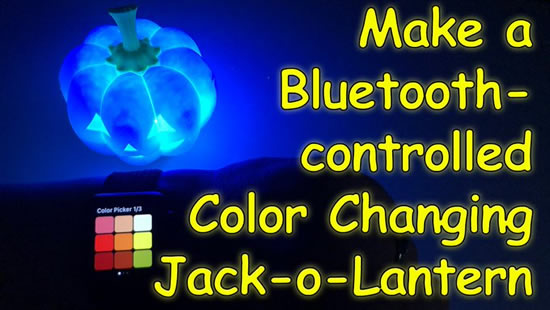 Make a
Bluetooth-
controlled
Color Changing
Jack-o-Lantern
Color Picker 1/3